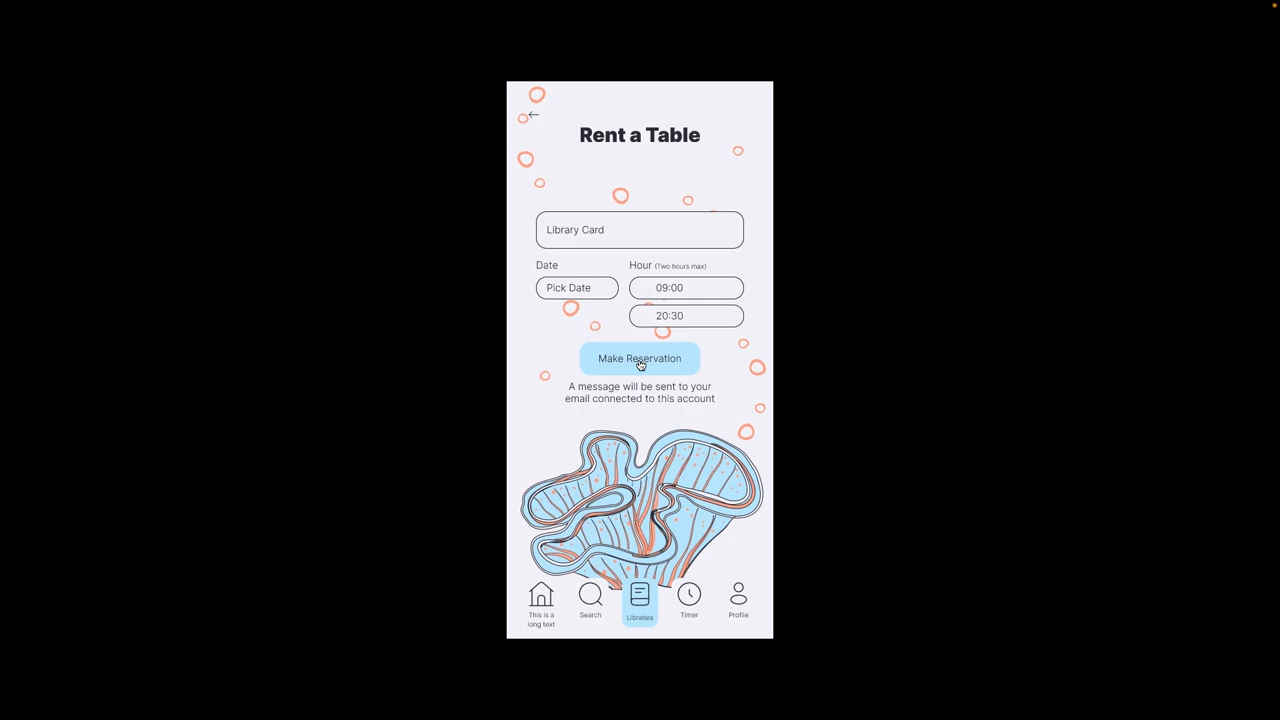 Rent a Table
Library Card
Date
Hour (Two hours max)
Pick Date
09:00
20:30
Make Reservation
A message will be sent to your
email connected to this account
This is a
long text
Search
Libraries
Timer
Profile